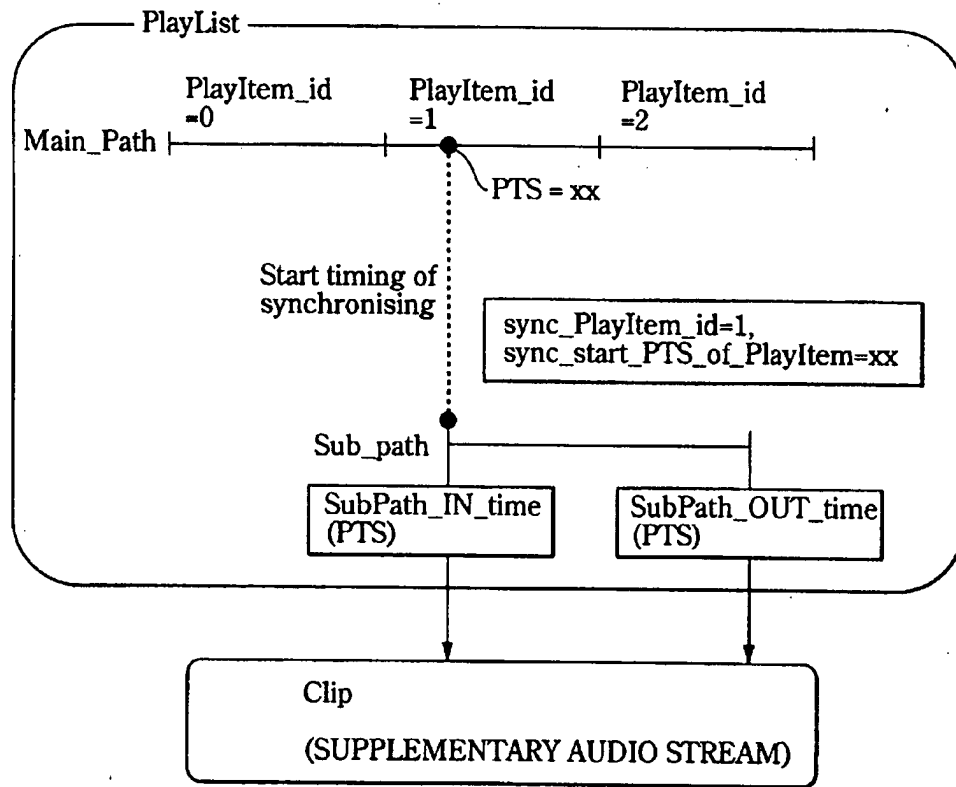 PlayList
PlayItem_id
=0
PlayItem_id
=1
PlayItem_id
=2
Main_Path
PTS = xx
Start timing of
synchronising
sync_PlayItem_id=1,
sync_start_PTS_of_PlayItem=xx
Sub_path
SubPath_IN_time
(PTS)
SubPath_OUT_time
(PTS)
Clip
(SUPPLEMENTARY AUDIO STREAM)